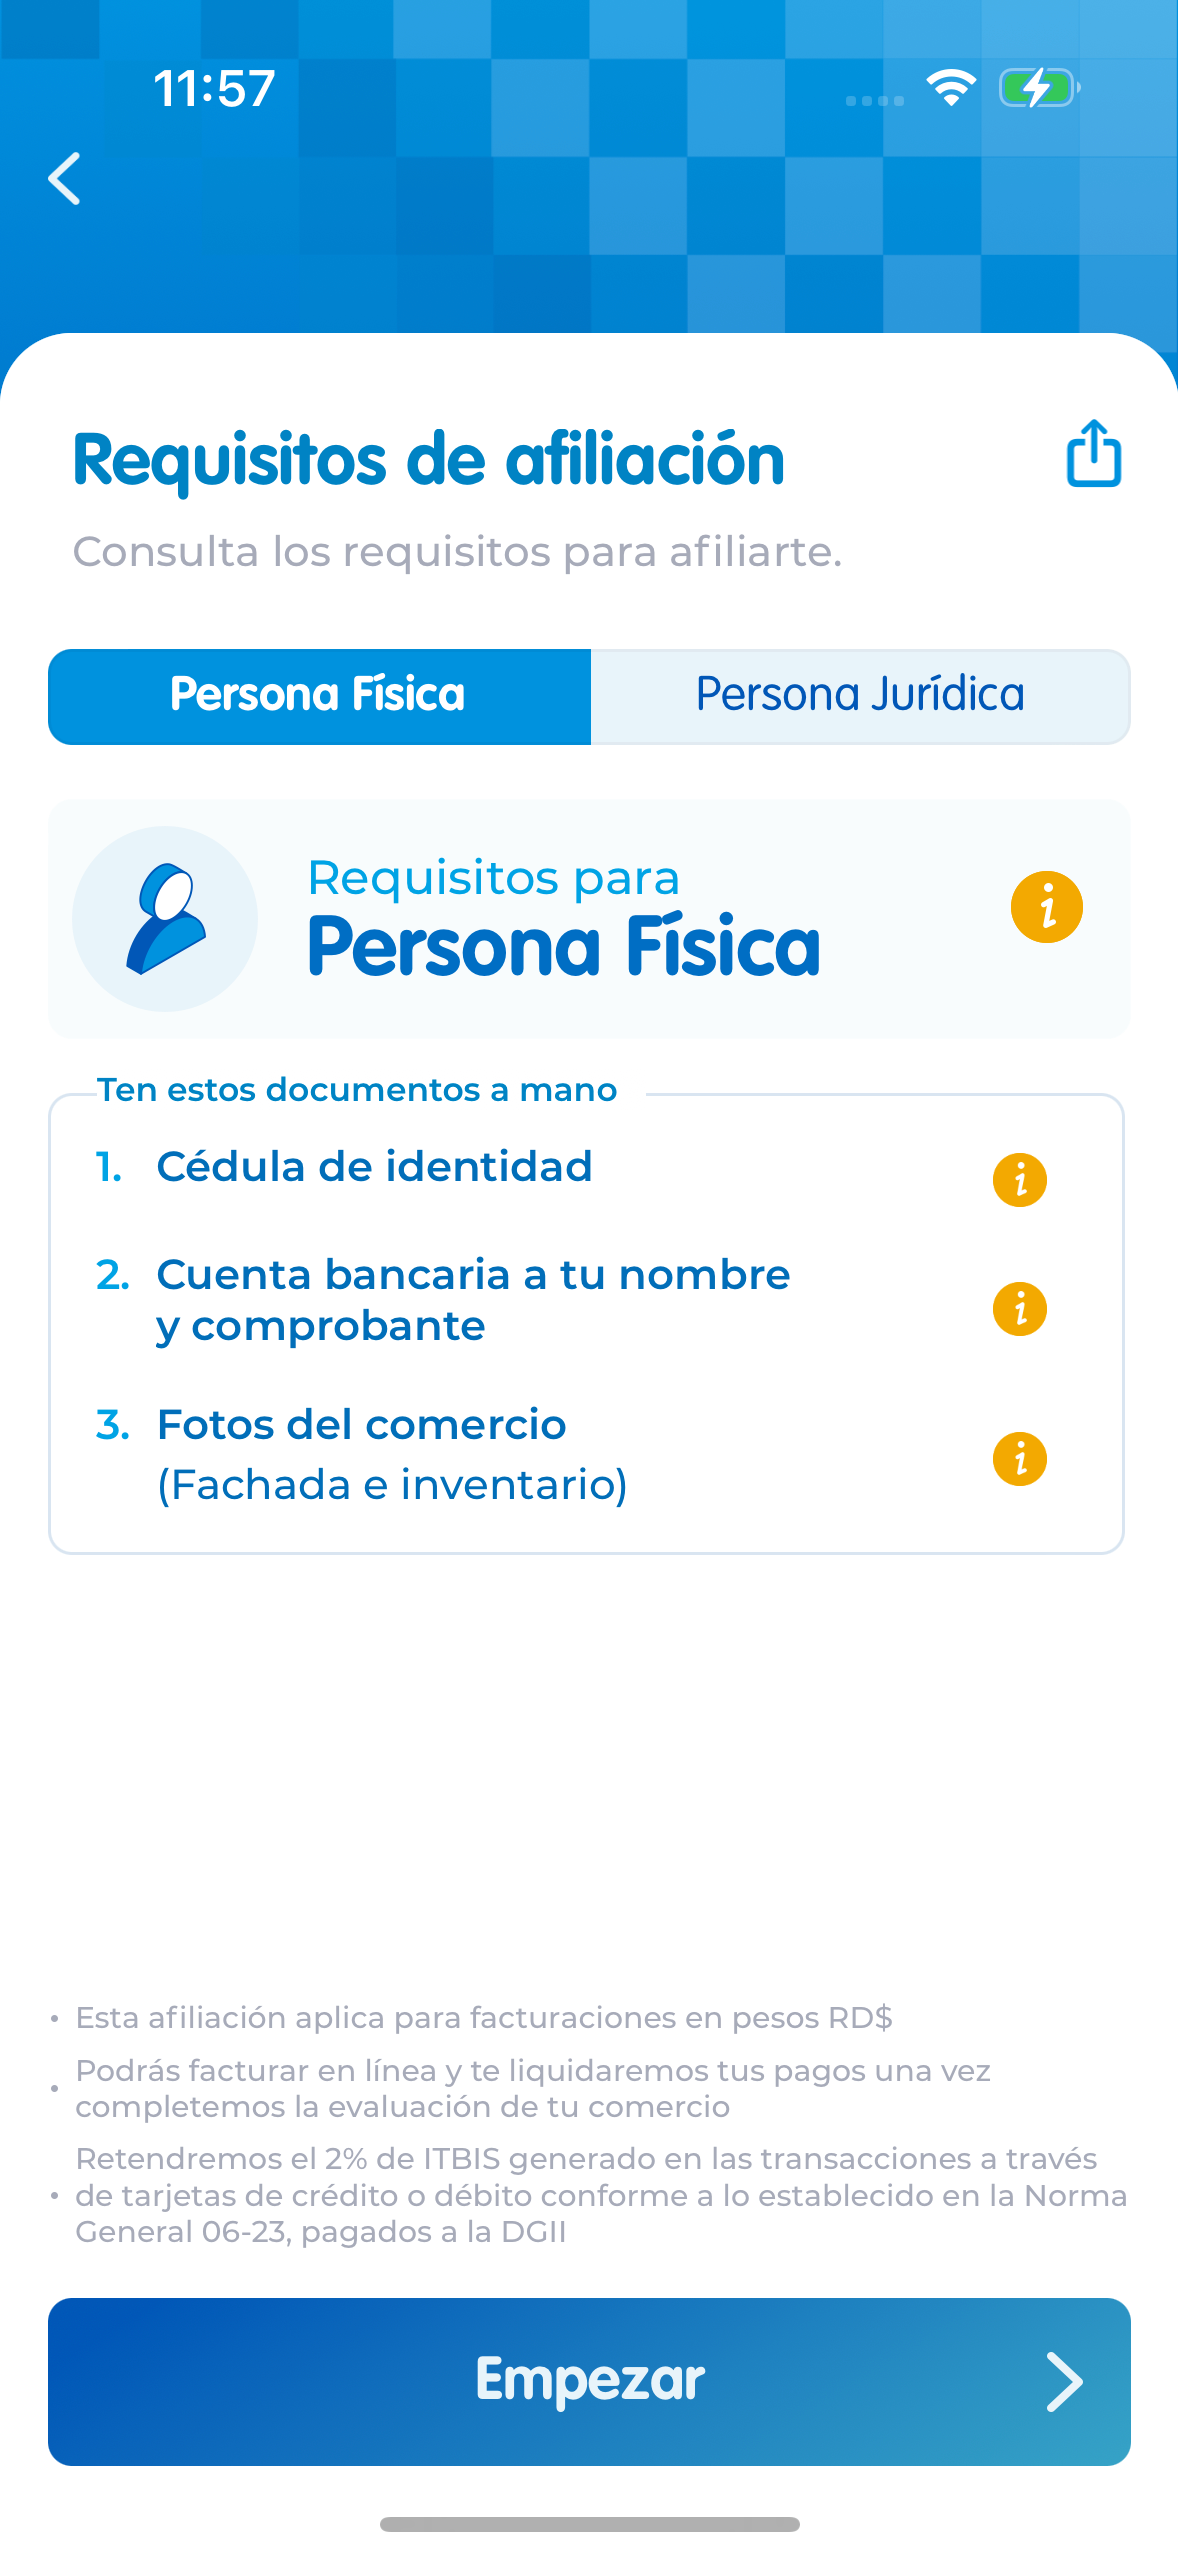 11:57
Requisitos de afiliación
Consulta los requisitos para afiliarte.
Persona Física
Persona Jurídica
Requisitos para
Persona Física
Ten estos documentos a mano
1. Cédula de identidad
2. Cuenta bancaria a tu nombre
y comprobante
3. Fotos del comercio
(Fachada e inventario)
• Esta afiliación aplica para facturaciones en pesos RD$
• Podrás facturar en línea y te liquidaremos tus pagos una vez
completemos la evaluación de tu comercio
• Retendremos el 2% de ITBIS generado en las transacciones a través
de tarjetas de crédito o débito conforme a lo establecido en la Norma
General 06-23, pagados a la DGII
Empezar